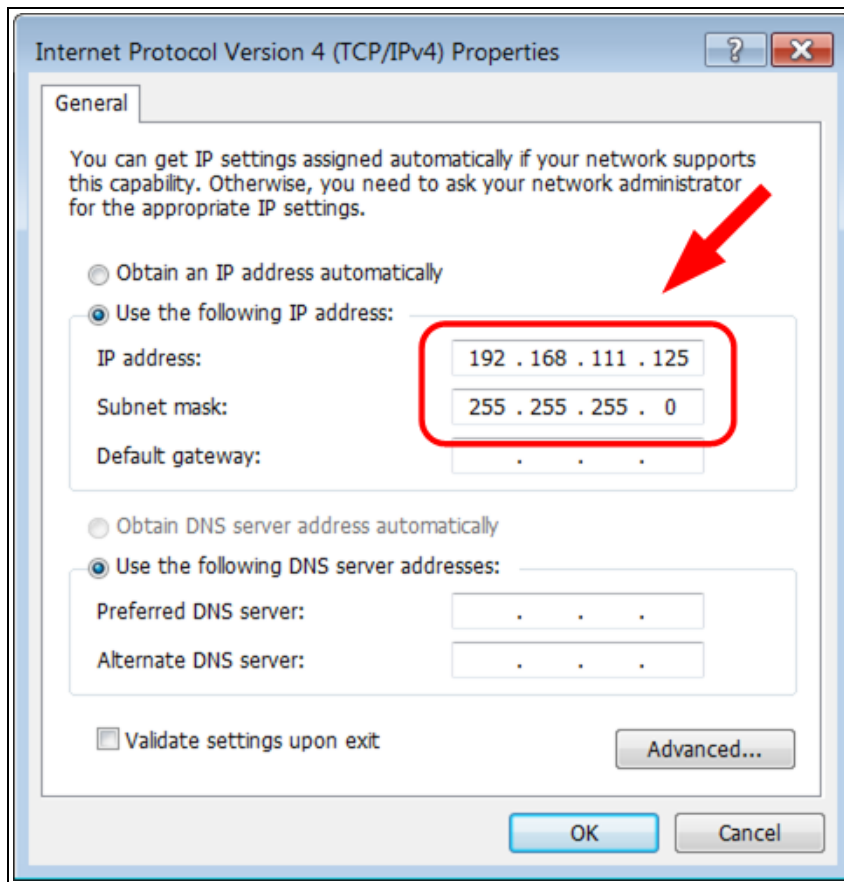 Internet Protocol Version 4 (TCP/IPv4) Properties
General
You can get IP settings assigned automatically if your network supports
this capability. Otherwise, you need to ask your network administrator
for the appropriate IP settings.
Obtain an IP address automatically
Use the following IP address:
IP address: 192 . 168 . 111 . 125
Subnet mask: 255 . 255 . 255 . 0
Default gateway: . . .
Obtain DNS server address automatically
Use the following DNS server addresses:
Preferred DNS server: . . .
Alternate DNS server: . . .
Validate settings upon exit
Advanced...
OK Cancel